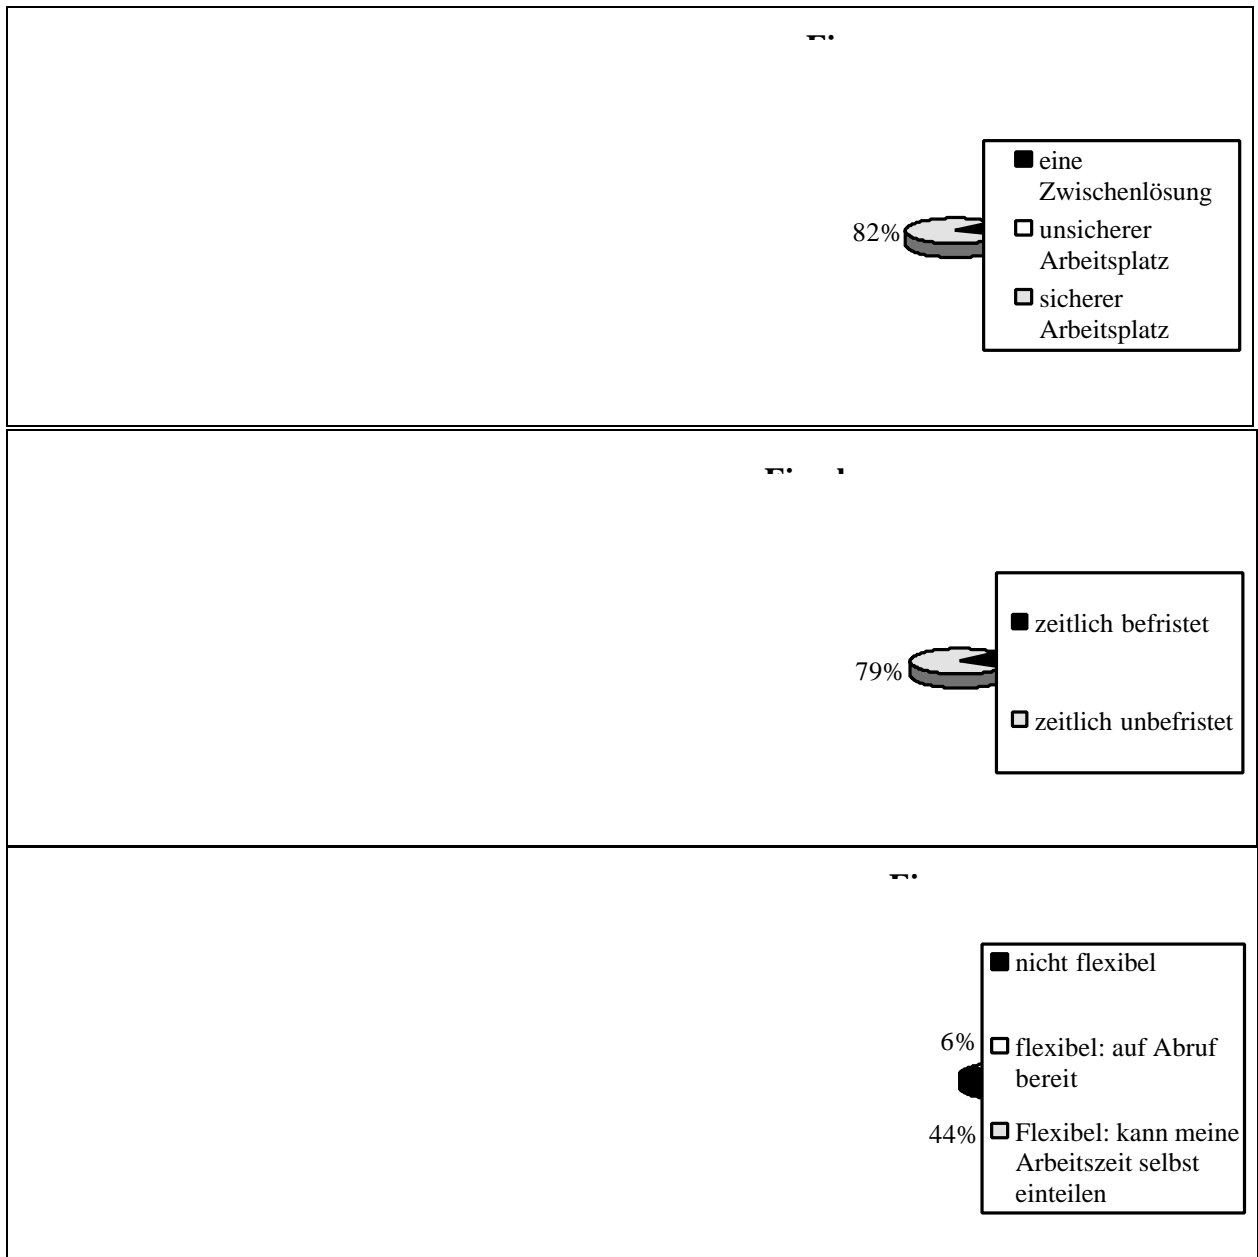 82%
eine
Zwischenlösung
unsicherer
Arbeitsplatz
sicherer
Arbeitsplatz
79%
zeitlich befristet
zeitlich unbefristet
nicht flexibel
6%
flexibel: auf Abruf
bereit
44%
Flexibel: kann meine
Arbeitszeit selbst
einteilen